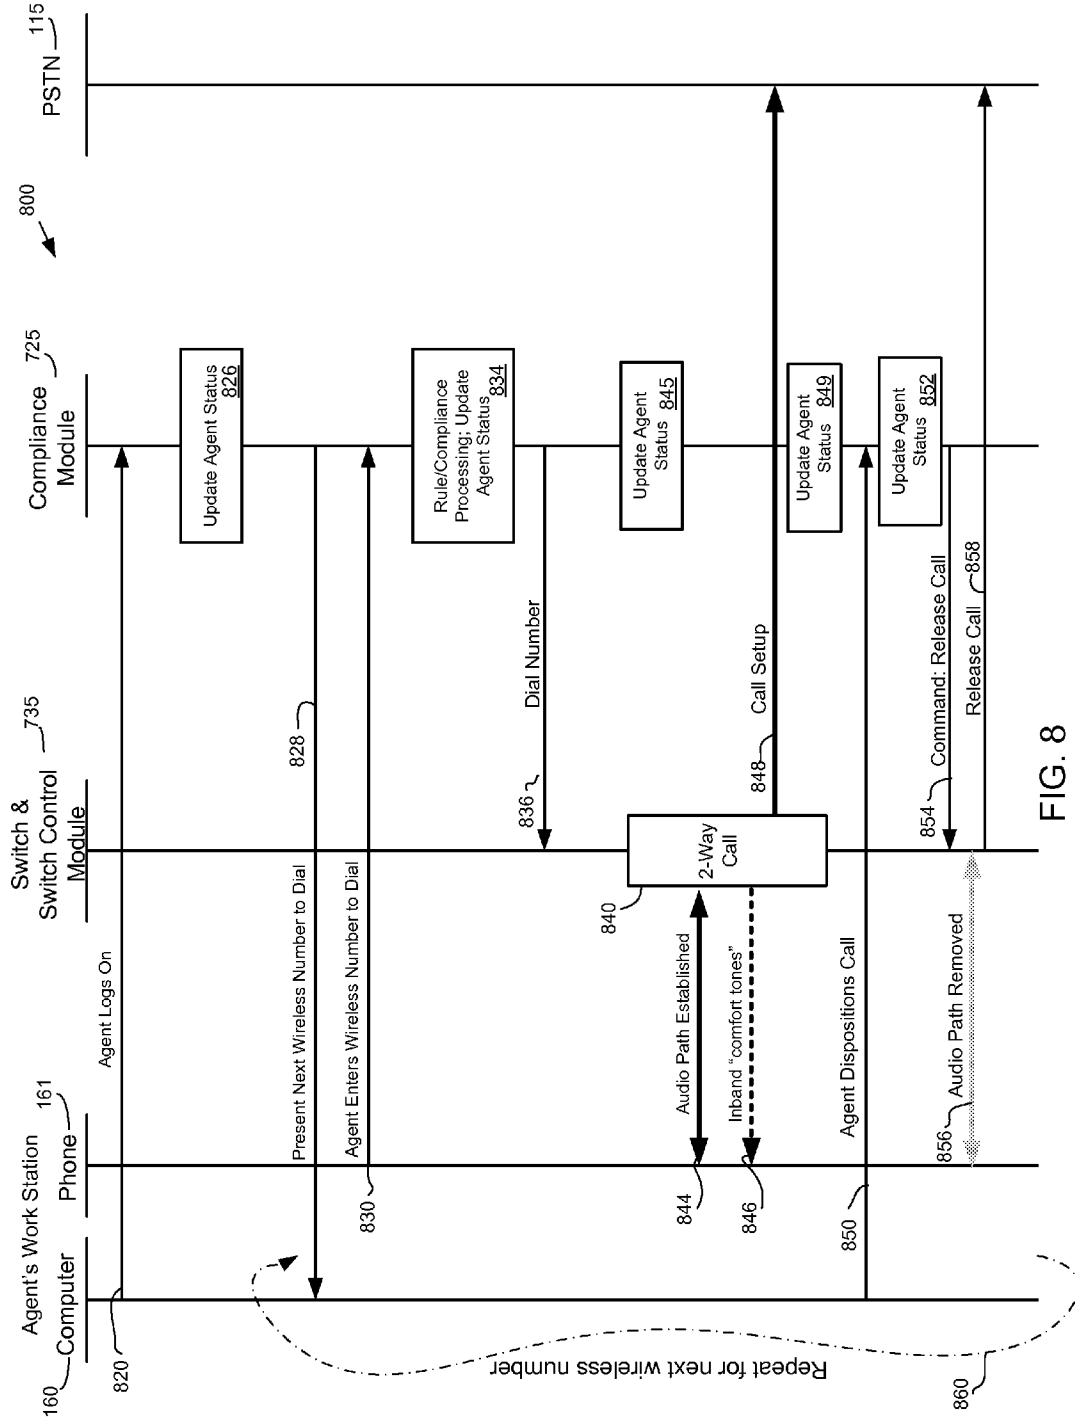 800
Agent's Work Station
160 Computer
Phone 161
Switch &
Switch Control
Module
735
Compliance
Module
725
PSTN 115
820
Agent Logs On
Update Agent Status
826
Present Next Wireless Number to Dial
828
Agent Enters Wireless Number to Dial
830
Rule/Compliance
Processing; Update
Agent Status 834
836
Dial Number
840
2-Way
Call
Update Agent
Status 845
Audio Path Established
844
Inband "comfort tones"
846
848
Call Setup
Update Agent
Status 849
850
Agent Dispositions Call
Update Agent
Status 852
854
Command: Release Call
856
Audio Path Removed
Release Call
858
Repeat for next wireless number
860
FIG. 8